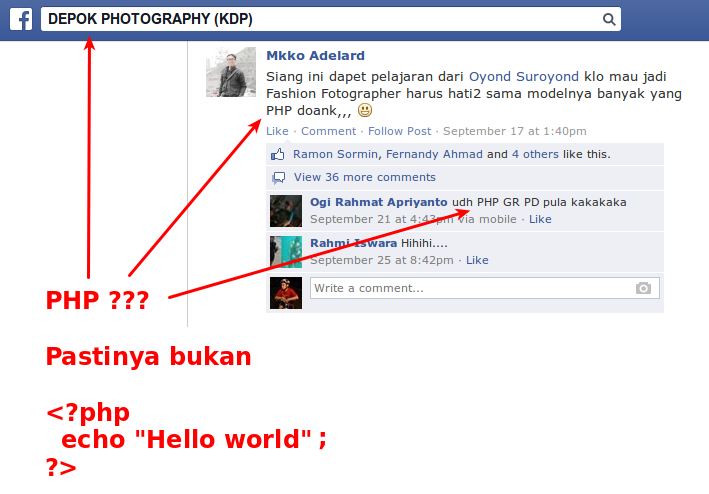 f DEPOK PHOTOGRAPHY (KDP)
Mkko Adelard
Siang ini dapet pelajaran dari Oyond Suroyond klo mau jadi
Fashion Fotographer harus hati2 sama modelnya banyak yang
PHP doank,,, 😃
Like · Comment · Follow Post · September 17 at 1:40pm
Ramon Sormin, Fernandy Ahmad and 4 others like this.
View 36 more comments
Ogi Rahmat Apriyanto udh PHP GR PD pula kakakaka
September 21 at 4:43pm via mobile · Like
Rahmi Iswara Hihihi....
September 25 at 8:42pm · Like
Write a comment...
PHP ???
Pastinya bukan
<?php
echo "Hello world" ;
?>